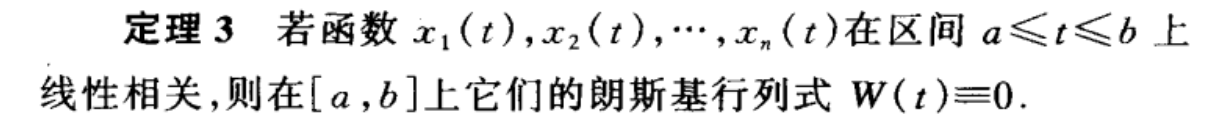 定理 3 若函数 x₁(t),x₂(t),⋯,xₙ(t)在区间 a≤t≤b 上
线性相关,则在[a,b]上它们的朗斯基行列式 W(t)≡0.